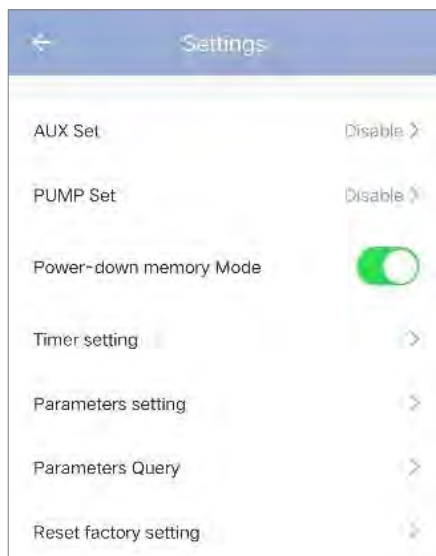 Settings
AUX Set Disable
PUMP Set Disable
Power-down memory Mode
Timer setting
Parameters setting
Parameters Query
Reset factory setting